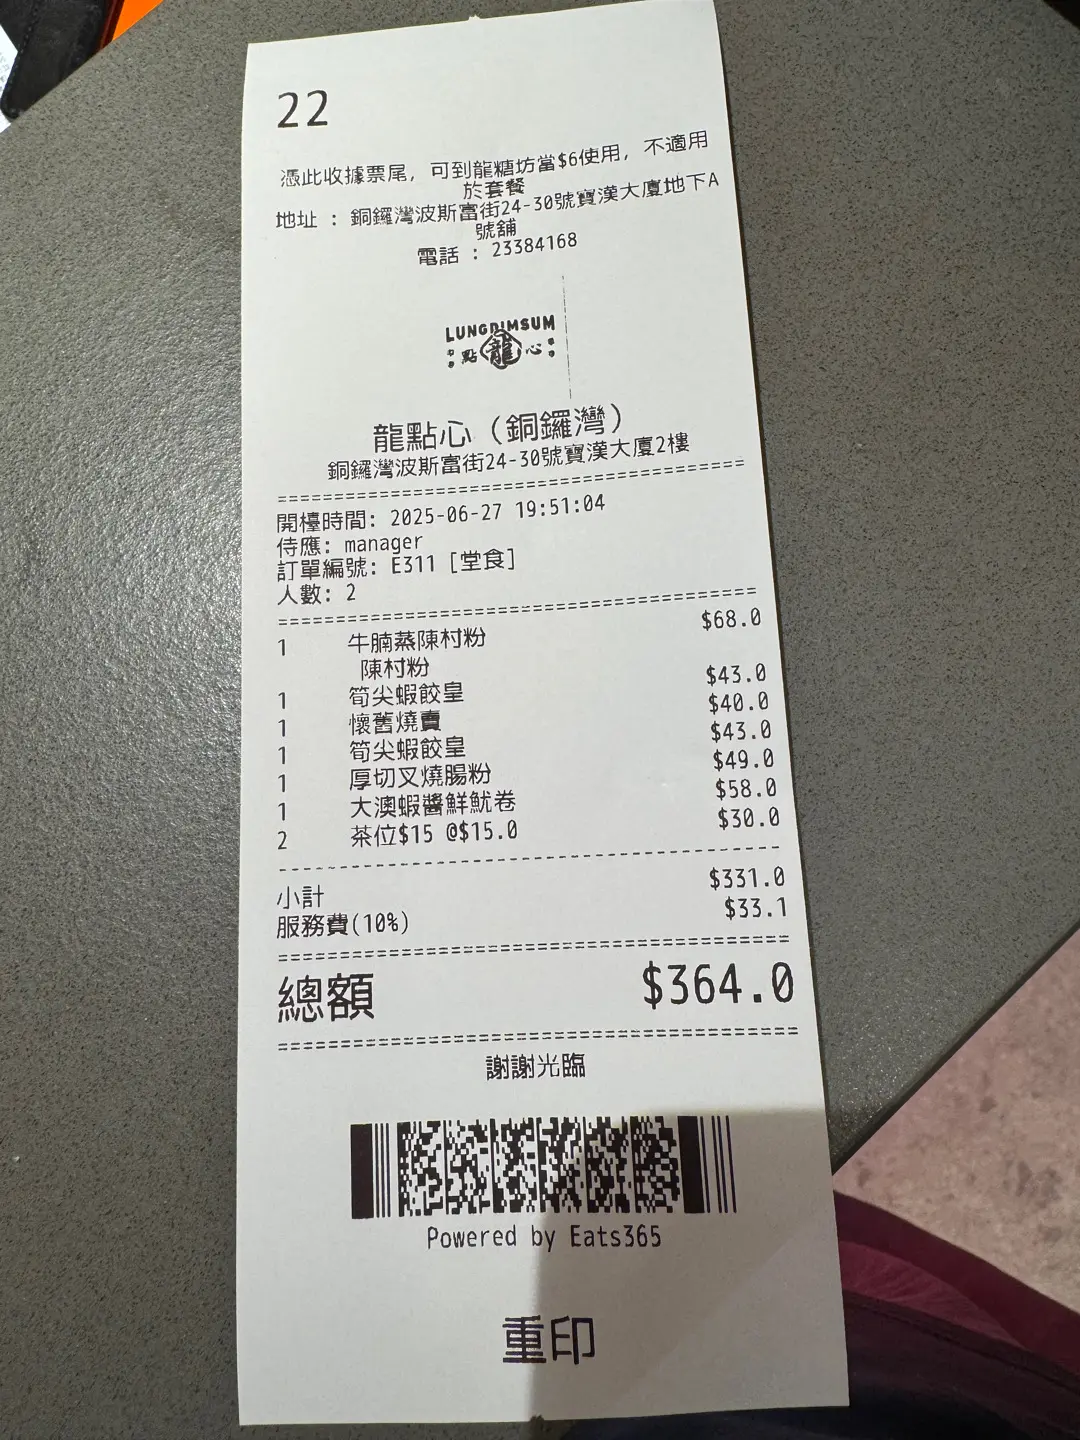 22
憑此收據票尾，可到龍糖坊當$6使用，不適用
於套餐
地址 : 銅鑼灣波斯富街24-30號寶漢大廈地下A
號舖
電話 : 23384168
LUNGDIMSUM
點龍心
龍點心（銅鑼灣）
銅鑼灣波斯富街24-30號寶漢大廈2樓
開檯時間: 2025-06-27 19:51:04
侍應: manager
訂單編號: E311 [堂食]
人數: 2
1 牛腩蒸陳村粉 $68.0
陳村粉
1 筍尖蝦餃皇 $43.0
1 懷舊燒賣 $40.0
1 筍尖蝦餃皇 $43.0
1 厚切叉燒腸粉 $49.0
1 大澳蝦醬鮮魷卷 $58.0
2 茶位$15 @$15.0 $30.0
小計 $331.0
服務費(10%) $33.1
總額 $364.0
謝謝光臨
Powered by Eats365
重印